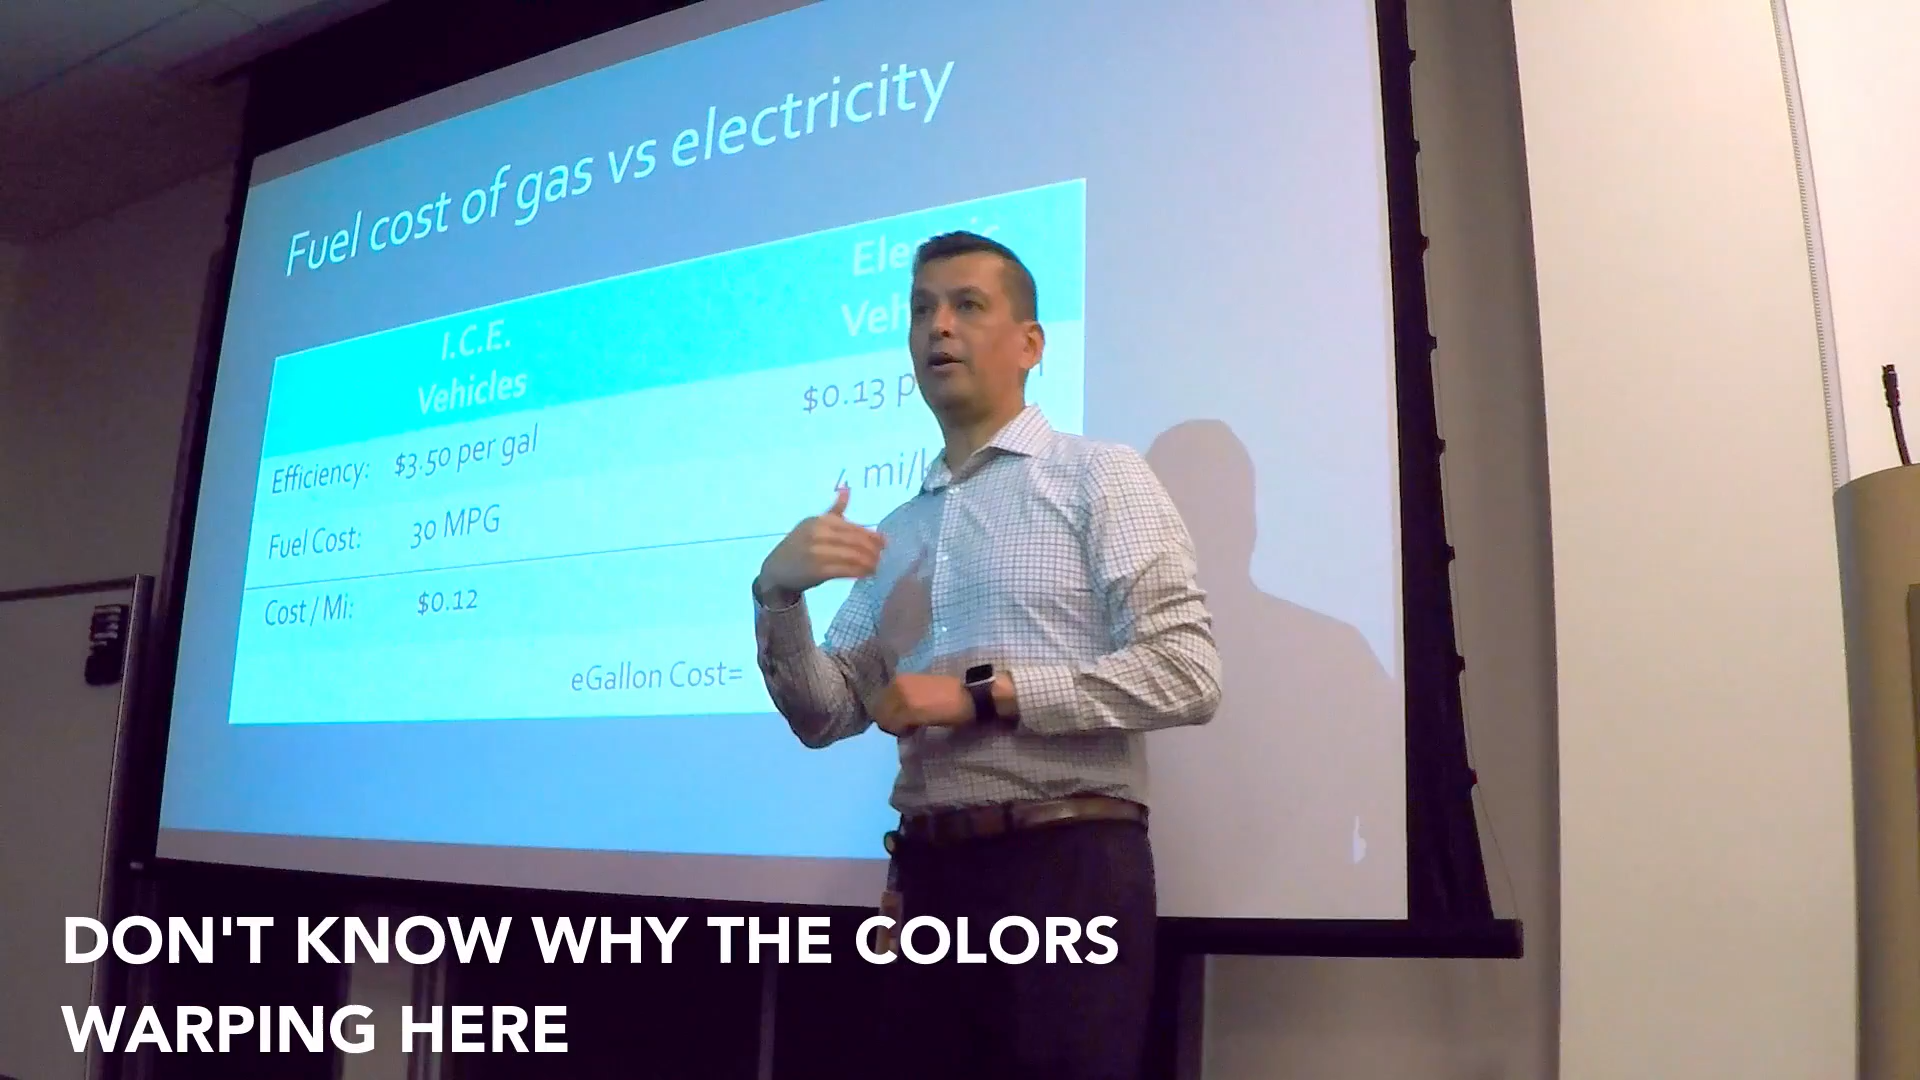 Fuel cost of gas vs electricity
I.C.E.
Vehicles
Efficiency: $3.50 per gal $0.13
Fuel Cost: 30 MPG 4
Cost / Mi: $0.12
eGallon Cost=
DON'T KNOW WHY THE COLORS
WARPING HERE